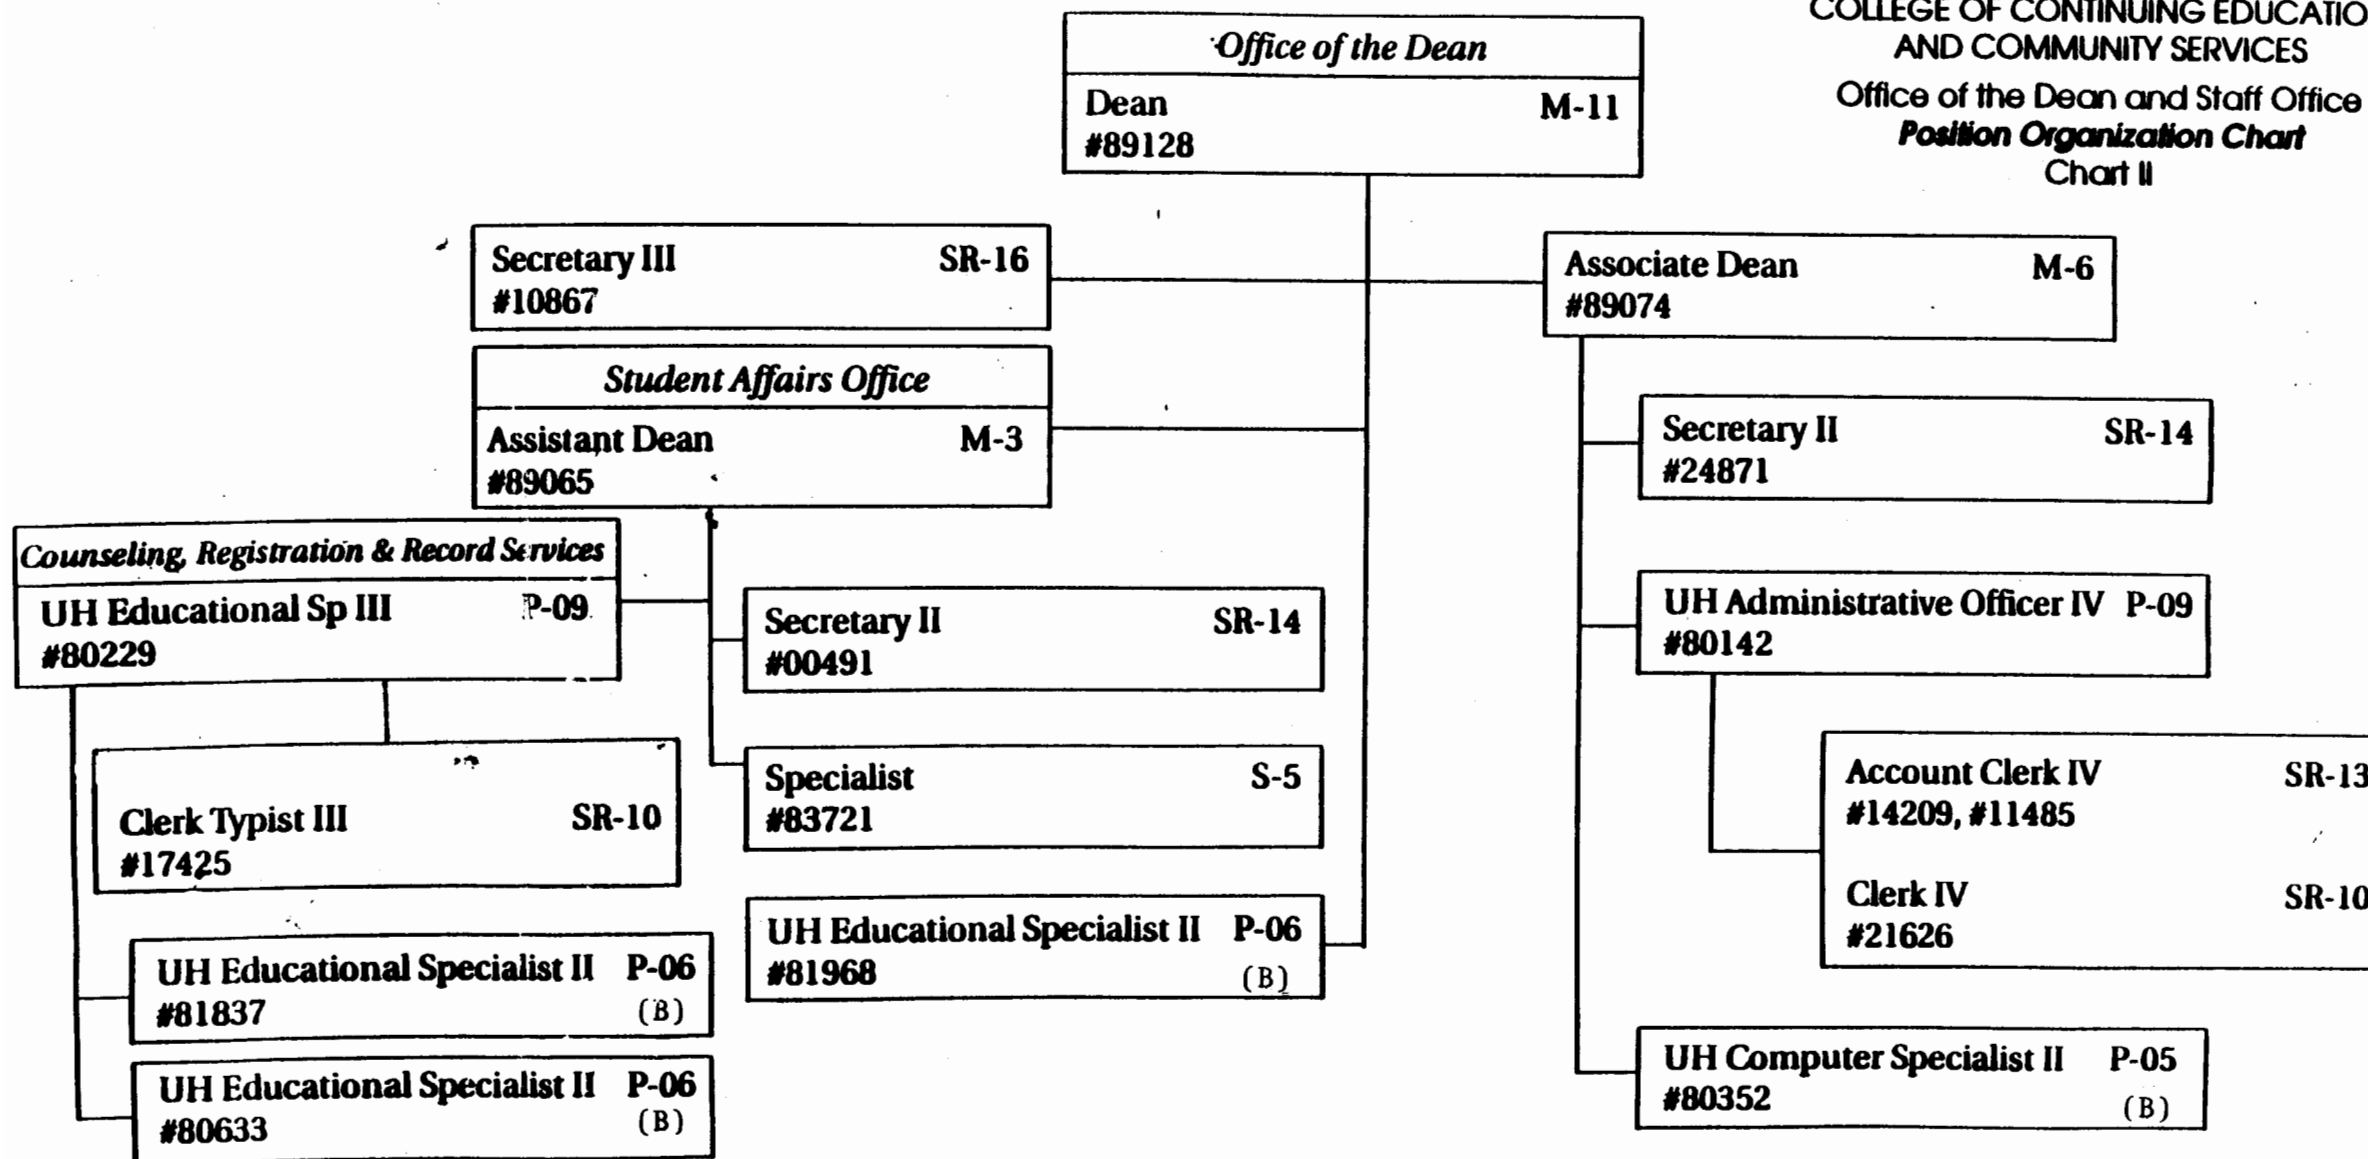 COLLEGE OF CONTINUING EDUCATIO
AND COMMUNITY SERVICES
Office of the Dean and Staff Office
Position Organization Chart
Chart II
Office of the Dean
Dean M-11
#89128
Secretary III SR-16
#10867
Associate Dean M-6
#89074
Student Affairs Office
Assistant Dean M-3
#89065
Secretary II SR-14
#24871
Counseling, Registration & Record Services
UH Educational Sp III P-09
#80229
Secretary II SR-14
#00491
UH Administrative Officer IV P-09
#80142
Clerk Typist III SR-10
#17425
Specialist S-5
#83721
Account Clerk IV SR-13
#14209, #11485
Clerk IV SR-10
#21626
UH Educational Specialist II P-06
#81968 (B)
UH Educational Specialist II P-06
#81837 (B)
UH Educational Specialist II P-06
#80633 (B)
UH Computer Specialist II P-05
#80352 (B)